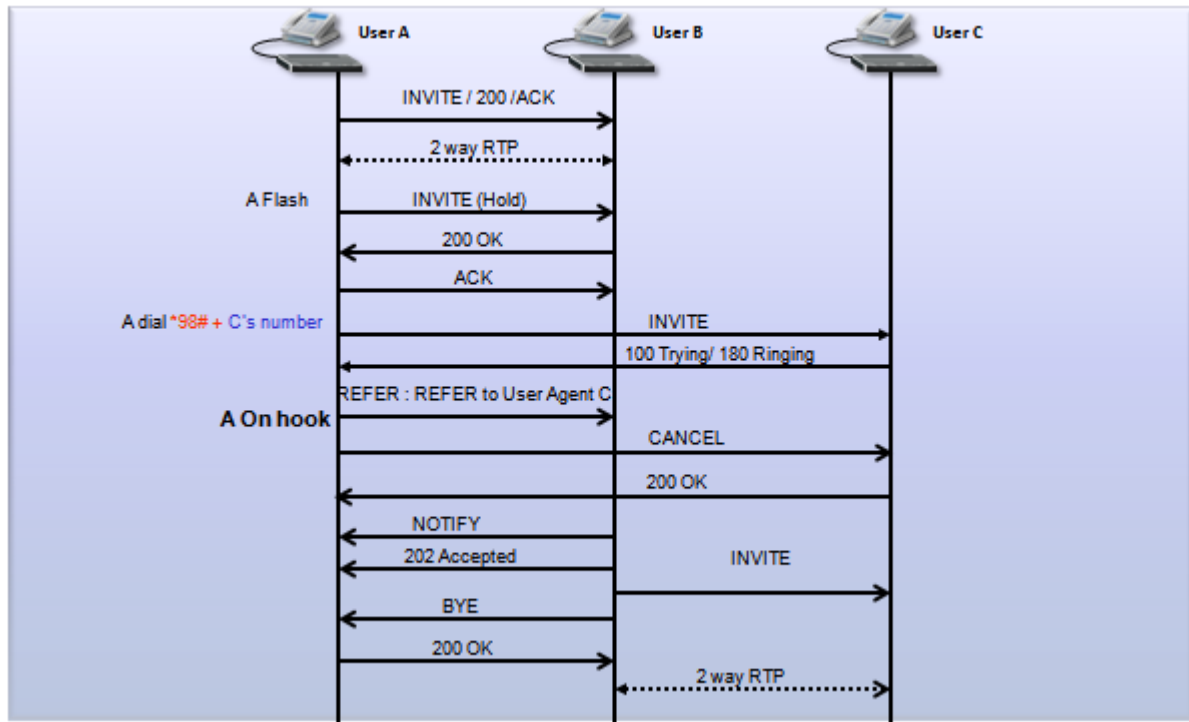 User A
User B
User C
INVITE / 200 /ACK
2 way RTP
A Flash
INVITE (Hold)
200 OK
ACK
A dial *98# + C's number
INVITE
100 Trying/ 180 Ringing
REFER : REFER to User Agent C
A On hook
CANCEL
200 OK
NOTIFY
202 Accepted
INVITE
BYE
200 OK
2 way RTP